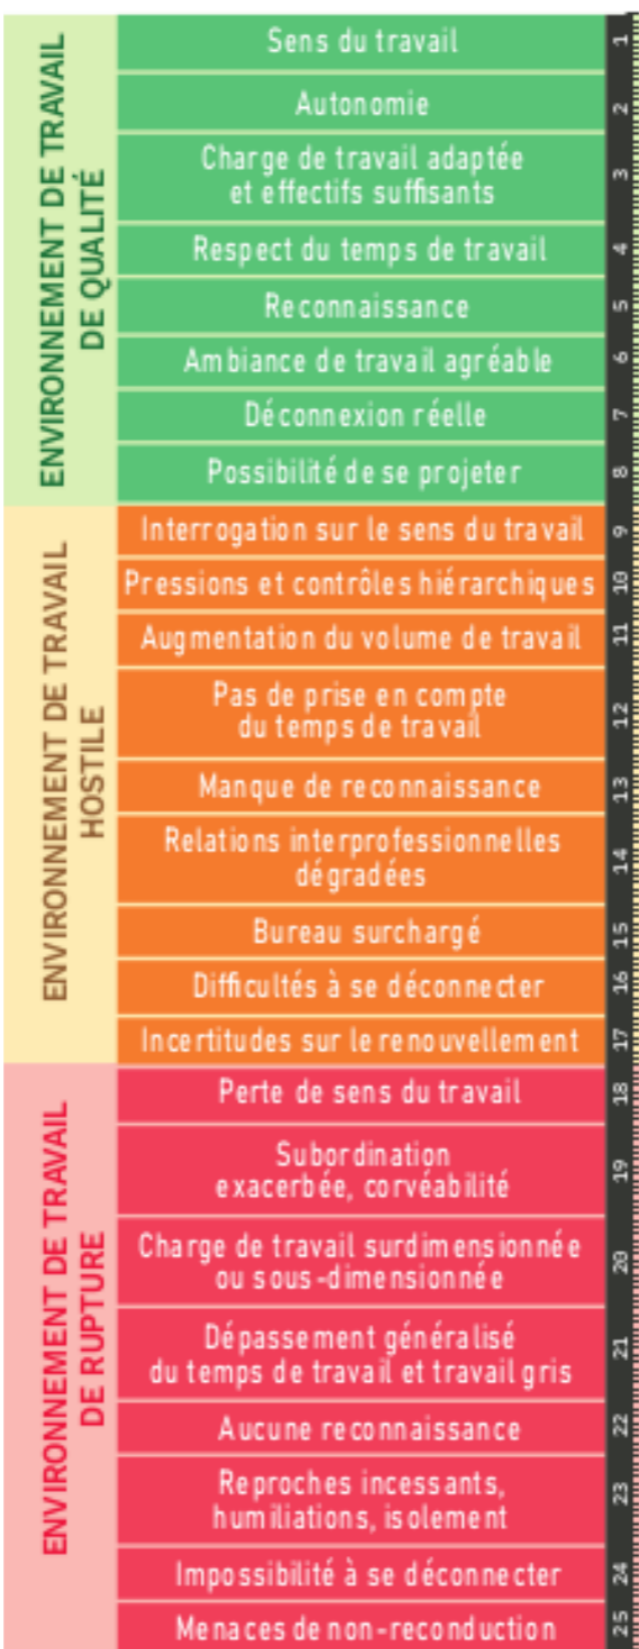 ENVIRONNEMENT DE TRAVAIL
DE QUALITÉ
Sens du travail
1
Autonomie
2
Charge de travail adaptée
et effectifs suffisants
3
Respect du temps de travail
4
Reconnaissance
5
Ambiance de travail agréable
6
Déconnexion réelle
7
Possibilité de se projeter
8
ENVIRONNEMENT DE TRAVAIL
HOSTILE
Interrogation sur le sens du travail
9
Pressions et contrôles hiérarchiques
10
Augmentation du volume de travail
11
Pas de prise en compte
du temps de travail
12
Manque de reconnaissance
13
Relations interprofessionnelles
dégradées
14
Bureau surchargé
15
Difficultés à se déconnecter
16
Incertitudes sur le renouvellement
17
ENVIRONNEMENT DE TRAVAIL
DE RUPTURE
Perte de sens du travail
18
Subordination
exacerbée, corvéabilité
19
Charge de travail surdimensionnée
ou sous-dimensionnée
20
Dépassement généralisé
du temps de travail et travail gris
21
Aucune reconnaissance
22
Reproches incessants,
humiliations, isolement
23
Impossibilité à se déconnecter
24
Menaces de non-reconduction
25